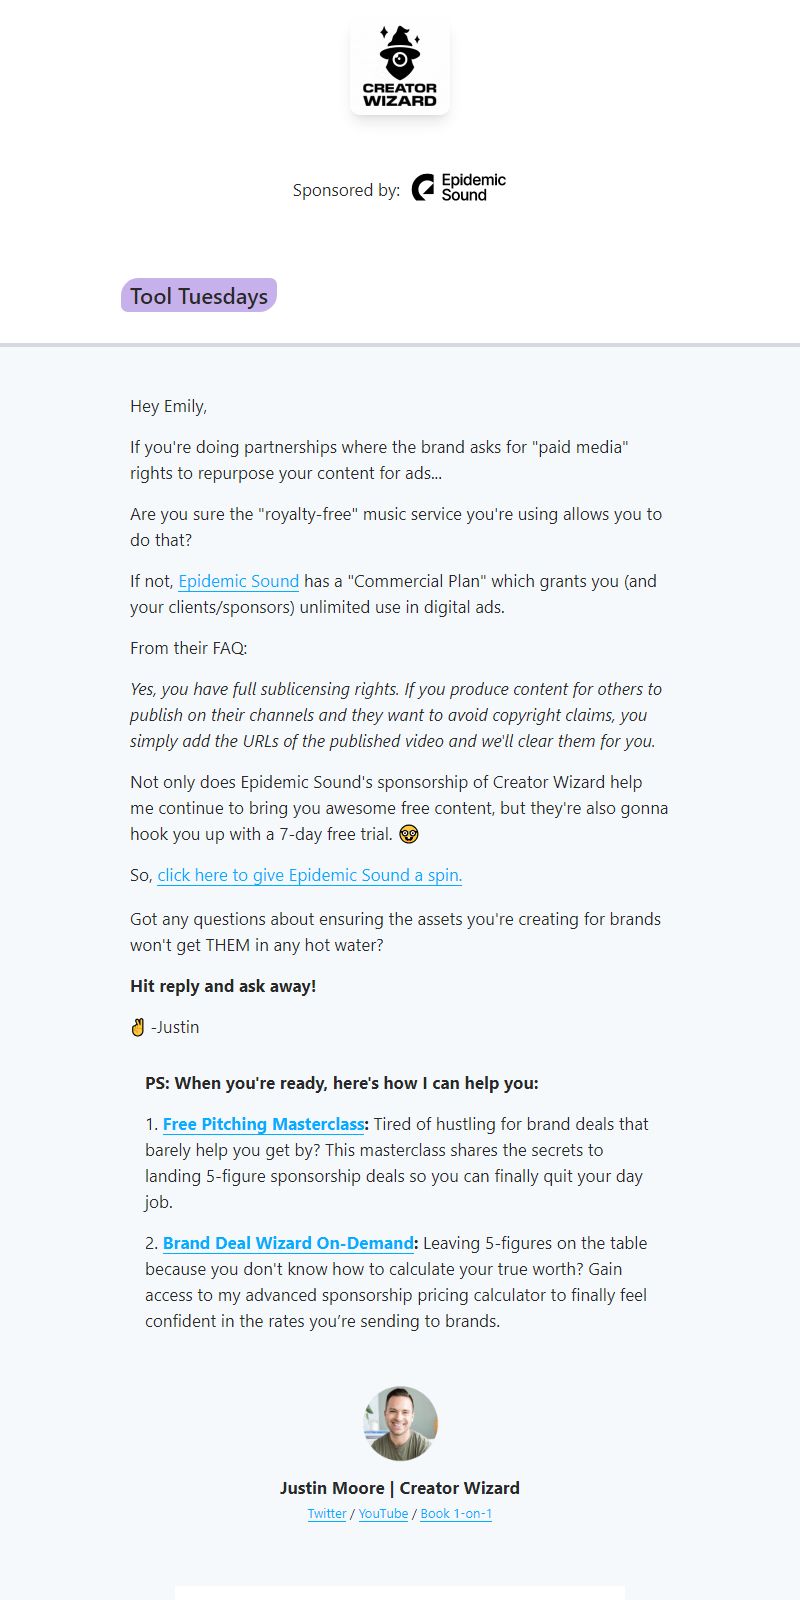 CREATOR
WIZARD
Sponsored by: Epidemic
Sound
Tool Tuesdays
Hey Emily,
If you're doing partnerships where the brand asks for "paid media"
rights to repurpose your content for ads...
Are you sure the "royalty-free" music service you're using allows you to
do that?
If not, Epidemic Sound has a "Commercial Plan" which grants you (and
your clients/sponsors) unlimited use in digital ads.
From their FAQ:
Yes, you have full sublicensing rights. If you produce content for others to
publish on their channels and they want to avoid copyright claims, you
simply add the URLs of the published video and we'll clear them for you.
Not only does Epidemic Sound's sponsorship of Creator Wizard help
me continue to bring you awesome free content, but they're also gonna
hook you up with a 7-day free trial. 🤓
So, click here to give Epidemic Sound a spin.
Got any questions about ensuring the assets you're creating for brands
won't get THEM in any hot water?
Hit reply and ask away!
✌️ -Justin
PS: When you're ready, here's how I can help you:
1. Free Pitching Masterclass: Tired of hustling for brand deals that
barely help you get by? This masterclass shares the secrets to
landing 5-figure sponsorship deals so you can finally quit your day
job.
2. Brand Deal Wizard On-Demand: Leaving 5-figures on the table
because you don't know how to calculate your true worth? Gain
access to my advanced sponsorship pricing calculator to finally feel
confident in the rates you’re sending to brands.
Justin Moore | Creator Wizard
Twitter / YouTube / Book 1-on-1